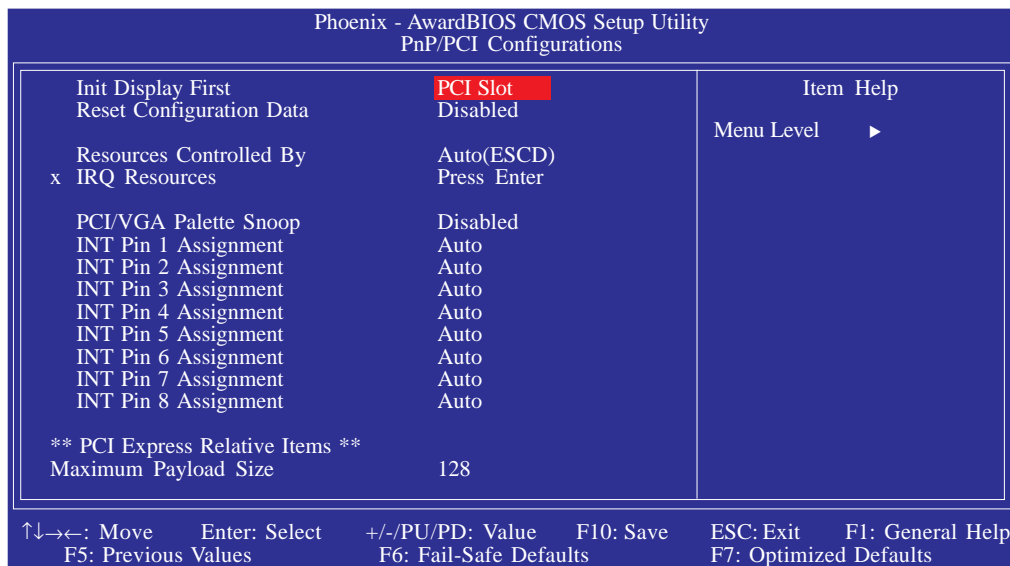 Phoenix - AwardBIOS CMOS Setup Utility
PnP/PCI Configurations
Init Display First PCI Slot
Reset Configuration Data Disabled
Resources Controlled By Auto(ESCD)
x IRQ Resources Press Enter
PCI/VGA Palette Snoop Disabled
INT Pin 1 Assignment Auto
INT Pin 2 Assignment Auto
INT Pin 3 Assignment Auto
INT Pin 4 Assignment Auto
INT Pin 5 Assignment Auto
INT Pin 6 Assignment Auto
INT Pin 7 Assignment Auto
INT Pin 8 Assignment Auto
** PCI Express Relative Items **
Maximum Payload Size 128
Item Help
Menu Level ▶
↑↓→←: Move Enter: Select +/-/PU/PD: Value F10: Save ESC: Exit F1: General Help
F5: Previous Values F6: Fail-Safe Defaults F7: Optimized Defaults